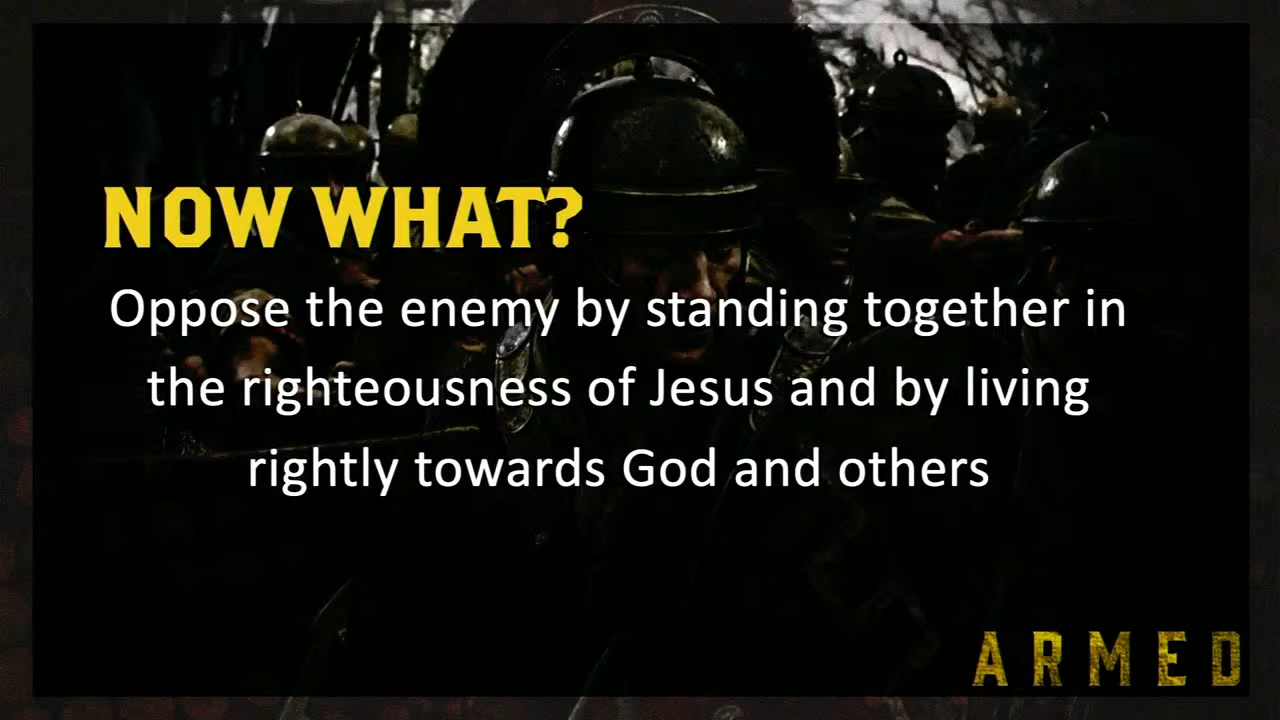 NOW WHAT?
Oppose the enemy by standing together in
the righteousness of Jesus and by living
rightly towards God and others
ARMED